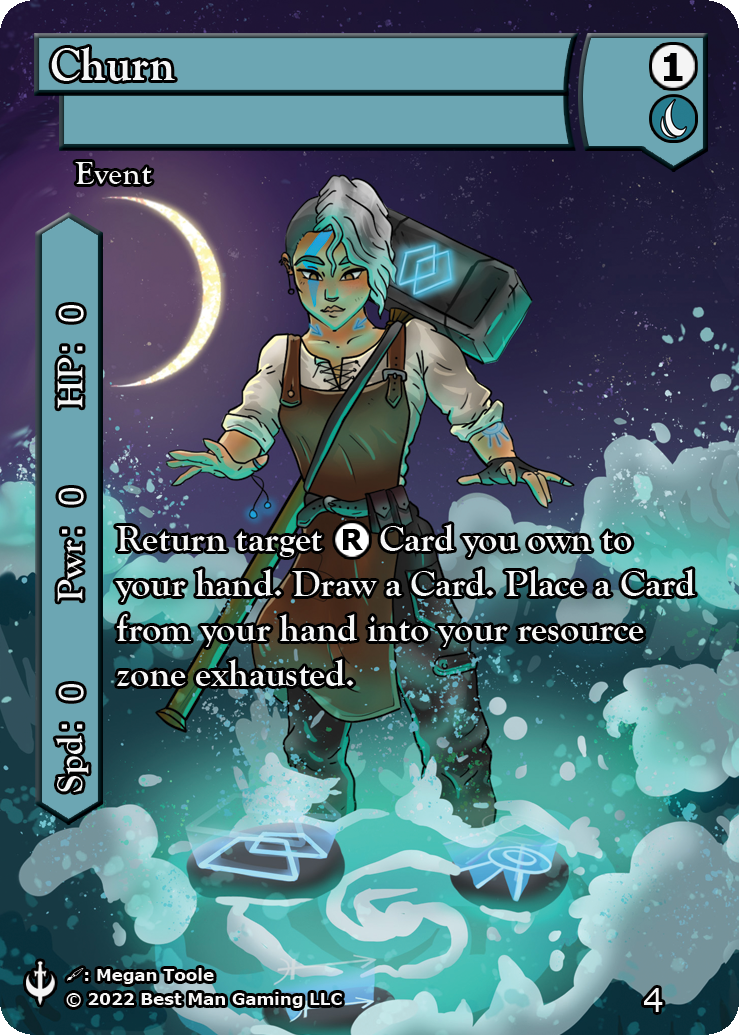 Churn
1
Event
HP: 0
Pwr: 0
Spd: 0
Return target R Card you own to
your hand. Draw a Card. Place a Card
from your hand into your resource
zone exhausted.
: Megan Toole
© 2022 Best Man Gaming LLC
4